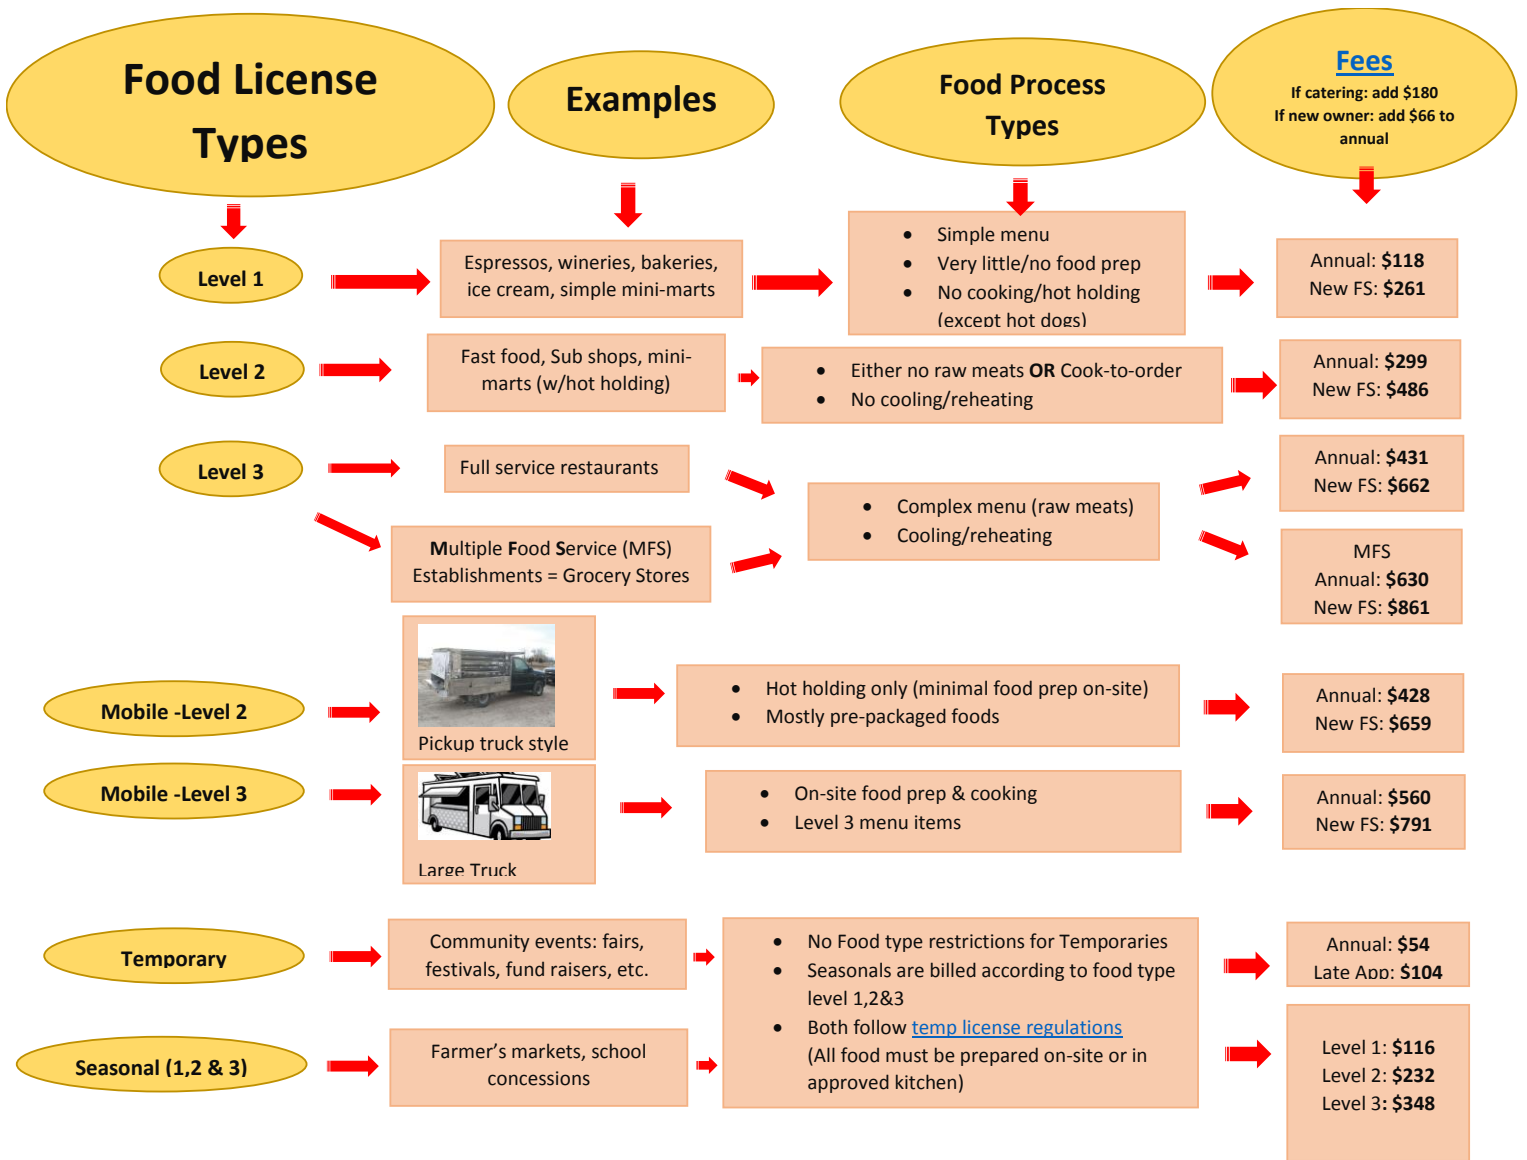 Food License
Types
Examples
Food Process
Types
Fees
If catering: add $180
If new owner: add $66 to
annual
Level 1
Espressos, wineries, bakeries,
ice cream, simple mini-marts
• Simple menu
• Very little/no food prep
• No cooking/hot holding
(except hot dogs)
Annual: $118
New FS: $261
Level 2
Fast food, Sub shops, mini-
marts (w/hot holding)
• Either no raw meats OR Cook-to-order
• No cooling/reheating
Annual: $299
New FS: $486
Level 3
Full service restaurants
Multiple Food Service (MFS)
Establishments = Grocery Stores
• Complex menu (raw meats)
• Cooling/reheating
Annual: $431
New FS: $662
MFS
Annual: $630
New FS: $861
Mobile -Level 2
Pickup truck style
• Hot holding only (minimal food prep on-site)
• Mostly pre-packaged foods
Annual: $428
New FS: $659
Mobile -Level 3
Large Truck
• On-site food prep & cooking
• Level 3 menu items
Annual: $560
New FS: $791
Temporary
Community events: fairs,
festivals, fund raisers, etc.
• No Food type restrictions for Temporaries
• Seasonals are billed according to food type
level 1,2&3
• Both follow temp license regulations
(All food must be prepared on-site or in
approved kitchen)
Annual: $54
Late App: $104
Seasonal (1,2 & 3)
Farmer's markets, school
concessions
Level 1: $116
Level 2: $232
Level 3: $348